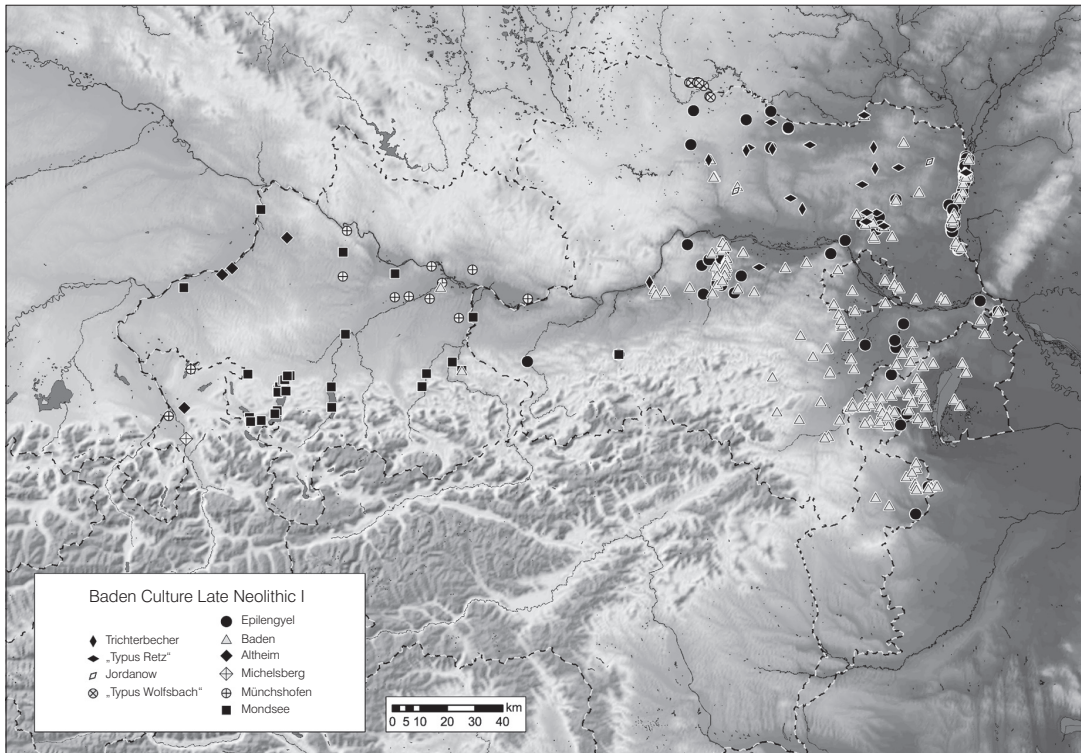 Baden Culture Late Neolithic I
Trichterbecher
„Typus Retz“
Jordanow
„Typus Wolfsbach“
Epilengyel
Baden
Altheim
Michelsberg
Münchshofen
Mondsee
km
0 5 10 20 30 40